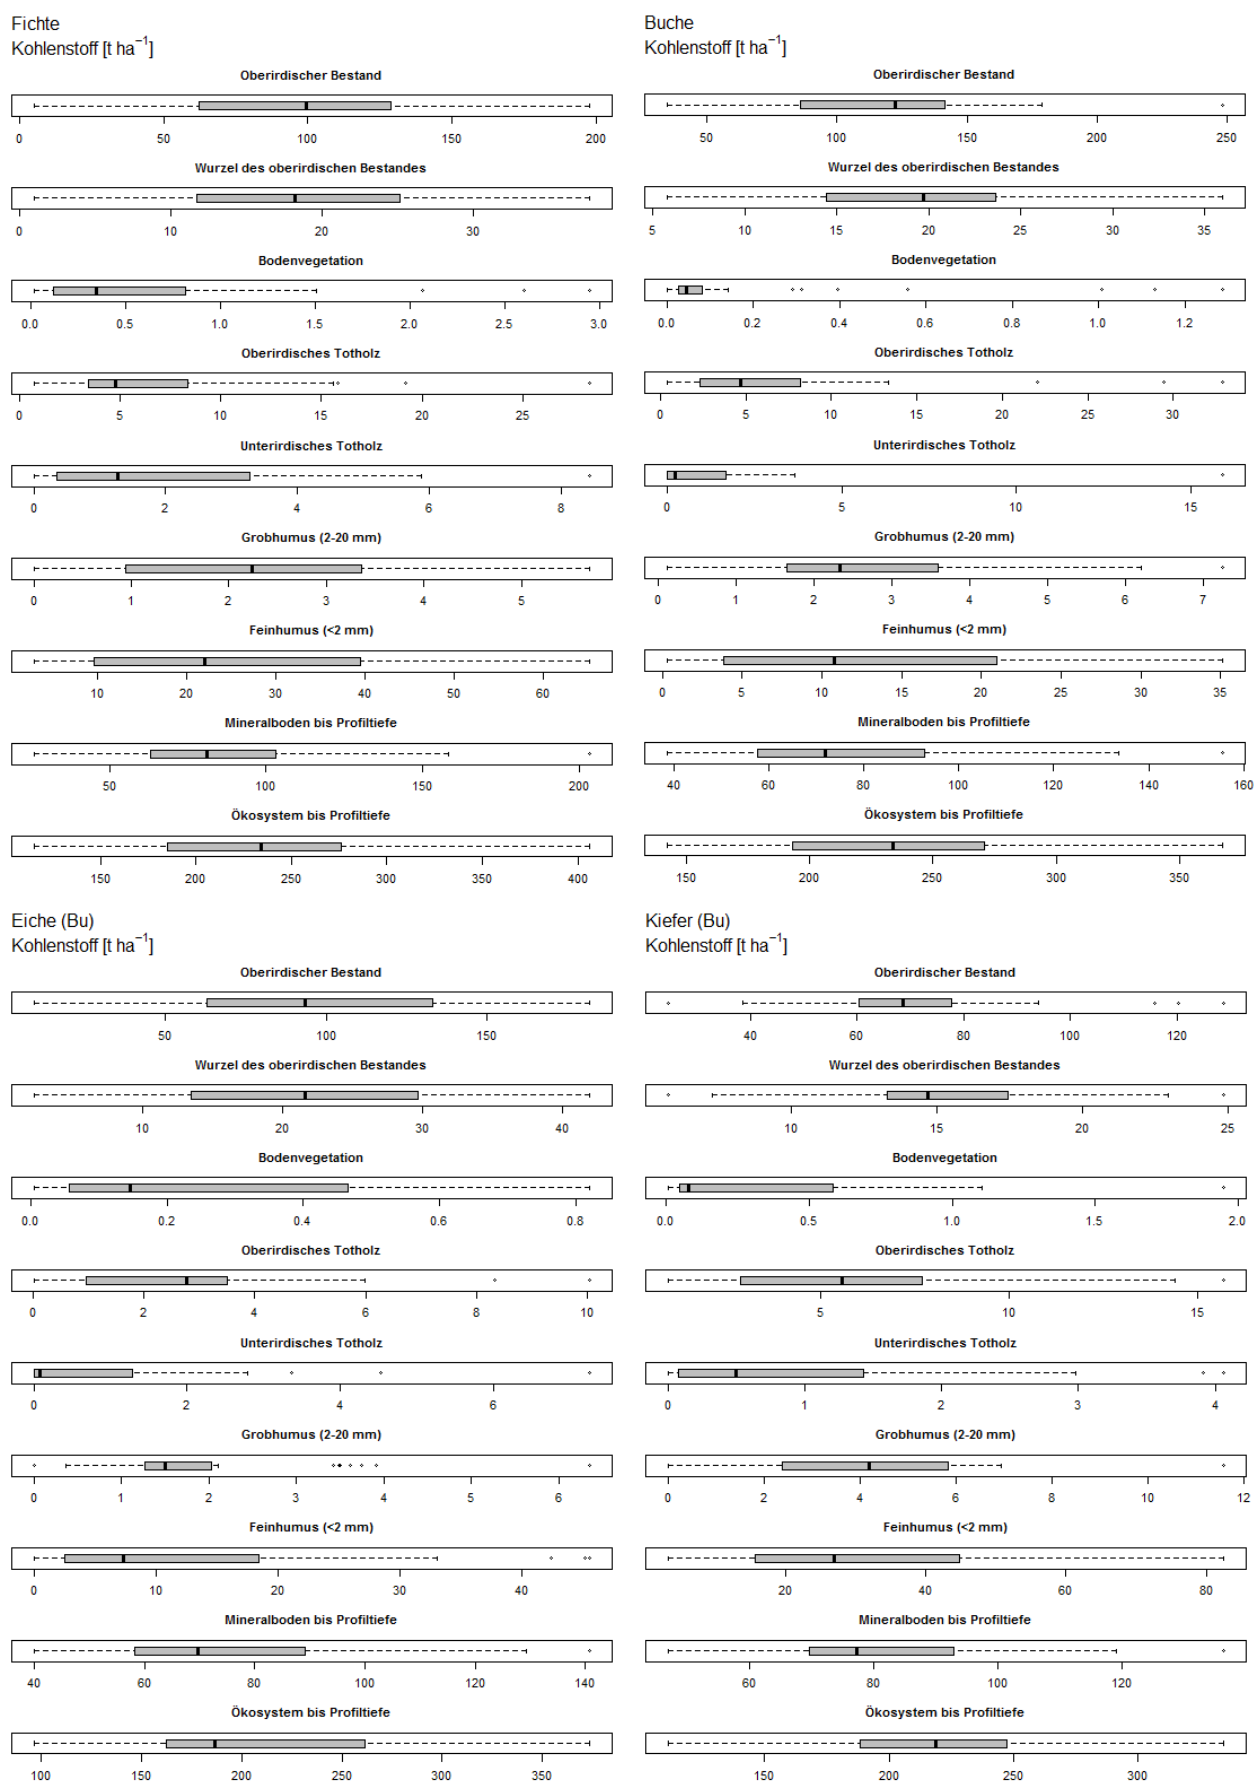 Fichte
Kohlenstoff [t ha⁻¹]
Oberirdischer Bestand
0 50 100 150 200
Wurzel des oberirdischen Bestandes
0 10 20 30
Bodenvegetation
0.0 0.5 1.0 1.5 2.0 2.5 3.0
Oberirdisches Totholz
0 5 10 15 20 25
Unterirdisches Totholz
0 2 4 6 8
Grobhumus (2-20 mm)
0 1 2 3 4 5
Feinhumus (<2 mm)
10 20 30 40 50 60
Mineralboden bis Profiltiefe
50 100 150 200
Ökosystem bis Profiltiefe
150 200 250 300 350 400
Buche
Kohlenstoff [t ha⁻¹]
Oberirdischer Bestand
50 100 150 200 250
Wurzel des oberirdischen Bestandes
5 10 15 20 25 30 35
Bodenvegetation
0.0 0.2 0.4 0.6 0.8 1.0 1.2
Oberirdisches Totholz
0 5 10 15 20 25 30
Unterirdisches Totholz
0 5 10 15
Grobhumus (2-20 mm)
0 1 2 3 4 5 6 7
Feinhumus (<2 mm)
0 5 10 15 20 25 30 35
Mineralboden bis Profiltiefe
40 60 80 100 120 140 160
Ökosystem bis Profiltiefe
150 200 250 300 350
Eiche (Bu)
Kohlenstoff [t ha⁻¹]
Oberirdischer Bestand
50 100 150
Wurzel des oberirdischen Bestandes
10 20 30 40
Bodenvegetation
0.0 0.2 0.4 0.6 0.8
Oberirdisches Totholz
0 2 4 6 8 10
Unterirdisches Totholz
0 2 4 6
Grobhumus (2-20 mm)
0 1 2 3 4 5 6
Feinhumus (<2 mm)
0 10 20 30 40
Mineralboden bis Profiltiefe
40 60 80 100 120 140
Ökosystem bis Profiltiefe
100 150 200 250 300 350
Kiefer (Bu)
Kohlenstoff [t ha⁻¹]
Oberirdischer Bestand
40 60 80 100 120
Wurzel des oberirdischen Bestandes
10 15 20 25
Bodenvegetation
0.0 0.5 1.0 1.5 2.0
Oberirdisches Totholz
5 10 15
Unterirdisches Totholz
0 1 2 3 4
Grobhumus (2-20 mm)
0 2 4 6 8 10 12
Feinhumus (<2 mm)
20 40 60 80
Mineralboden bis Profiltiefe
60 80 100 120
Ökosystem bis Profiltiefe
150 200 250 300